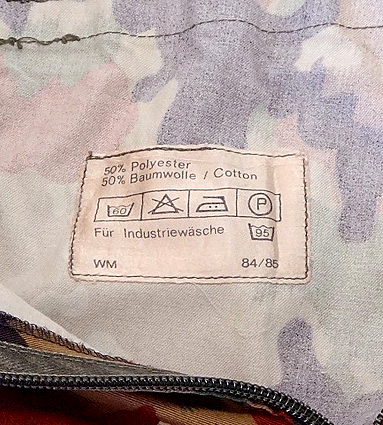 50% Polyester
50% Baumwolle / Cotton
60 P
Für Industriewäsche 95
WM 84/85